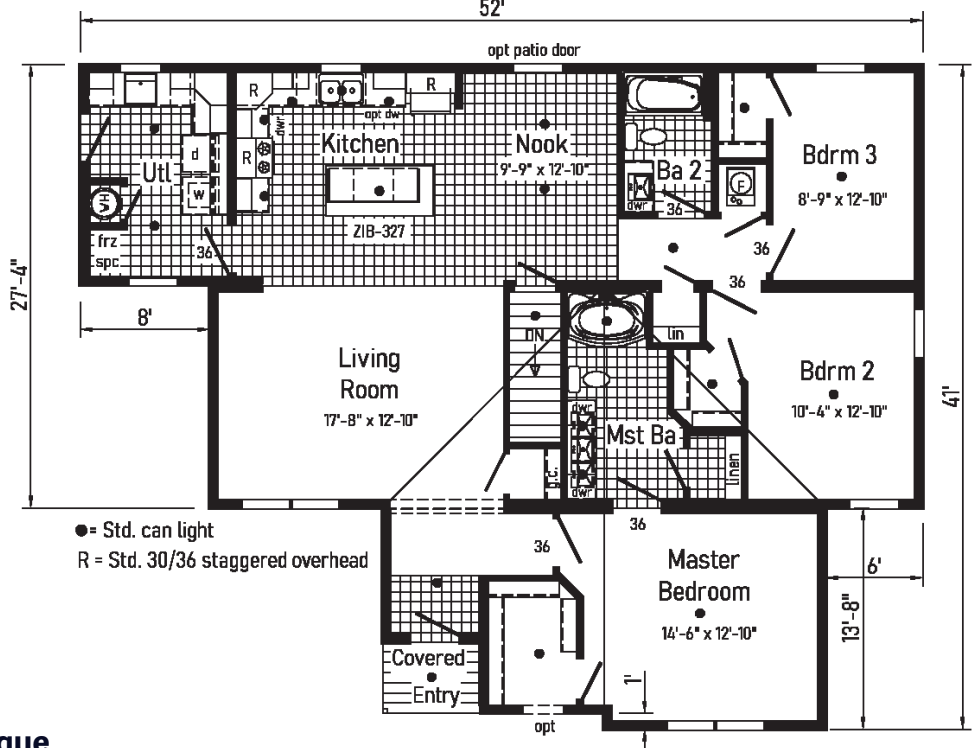 52'
opt patio door
R
R
dwr
opt dw
Kitchen
Nook
9'-9" x 12'-10"
d
R
Utl
w
ZIB-327
WH
frz
spc
36
Ba 2
dwr
36
F
Bdrm 3
8'-9" x 12'-10"
36
36
27'-4"
8'
Living
Room
17'-8" x 12'-10"
DN
lin
Bdrm 2
10'-4" x 12'-10"
41'
dwr
Mst Ba
dwr
linen
g.c.
●= Std. can light
R = Std. 30/36 staggered overhead
36
36
Master
Bedroom
14'-6" x 12'-10"
6'
13'-8"
Covered
Entry
1'
opt
que